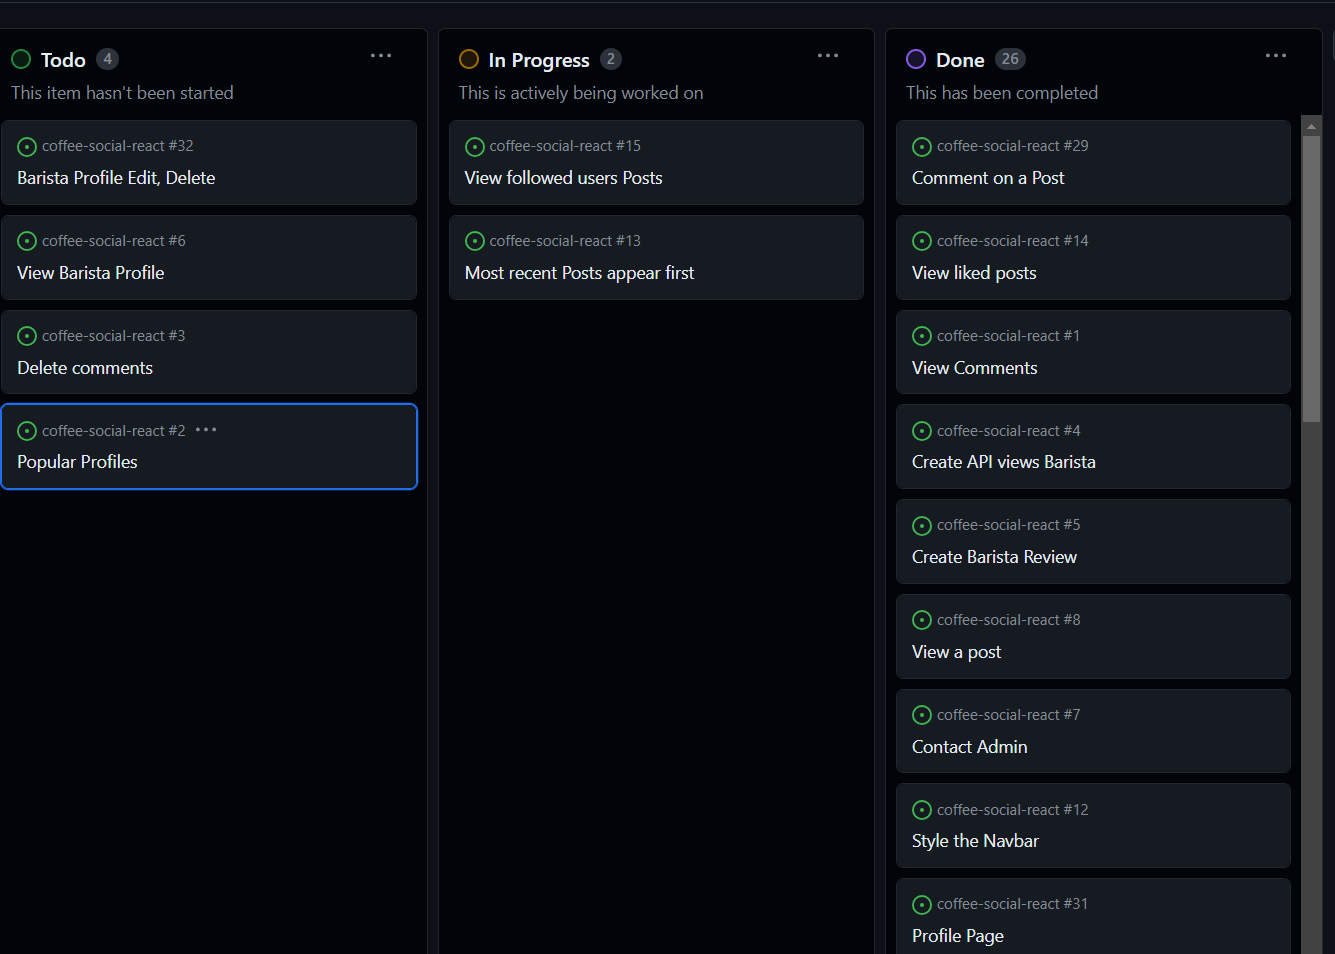 Todo 4
This item hasn't been started
coffee-social-react #32
Barista Profile Edit, Delete
coffee-social-react #6
View Barista Profile
coffee-social-react #3
Delete comments
coffee-social-react #2
Popular Profiles
In Progress 2
This is actively being worked on
coffee-social-react #15
View followed users Posts
coffee-social-react #13
Most recent Posts appear first
Done 26
This has been completed
coffee-social-react #29
Comment on a Post
coffee-social-react #14
View liked posts
coffee-social-react #1
View Comments
coffee-social-react #4
Create API views Barista
coffee-social-react #5
Create Barista Review
coffee-social-react #8
View a post
coffee-social-react #7
Contact Admin
coffee-social-react #12
Style the Navbar
coffee-social-react #31
Profile Page